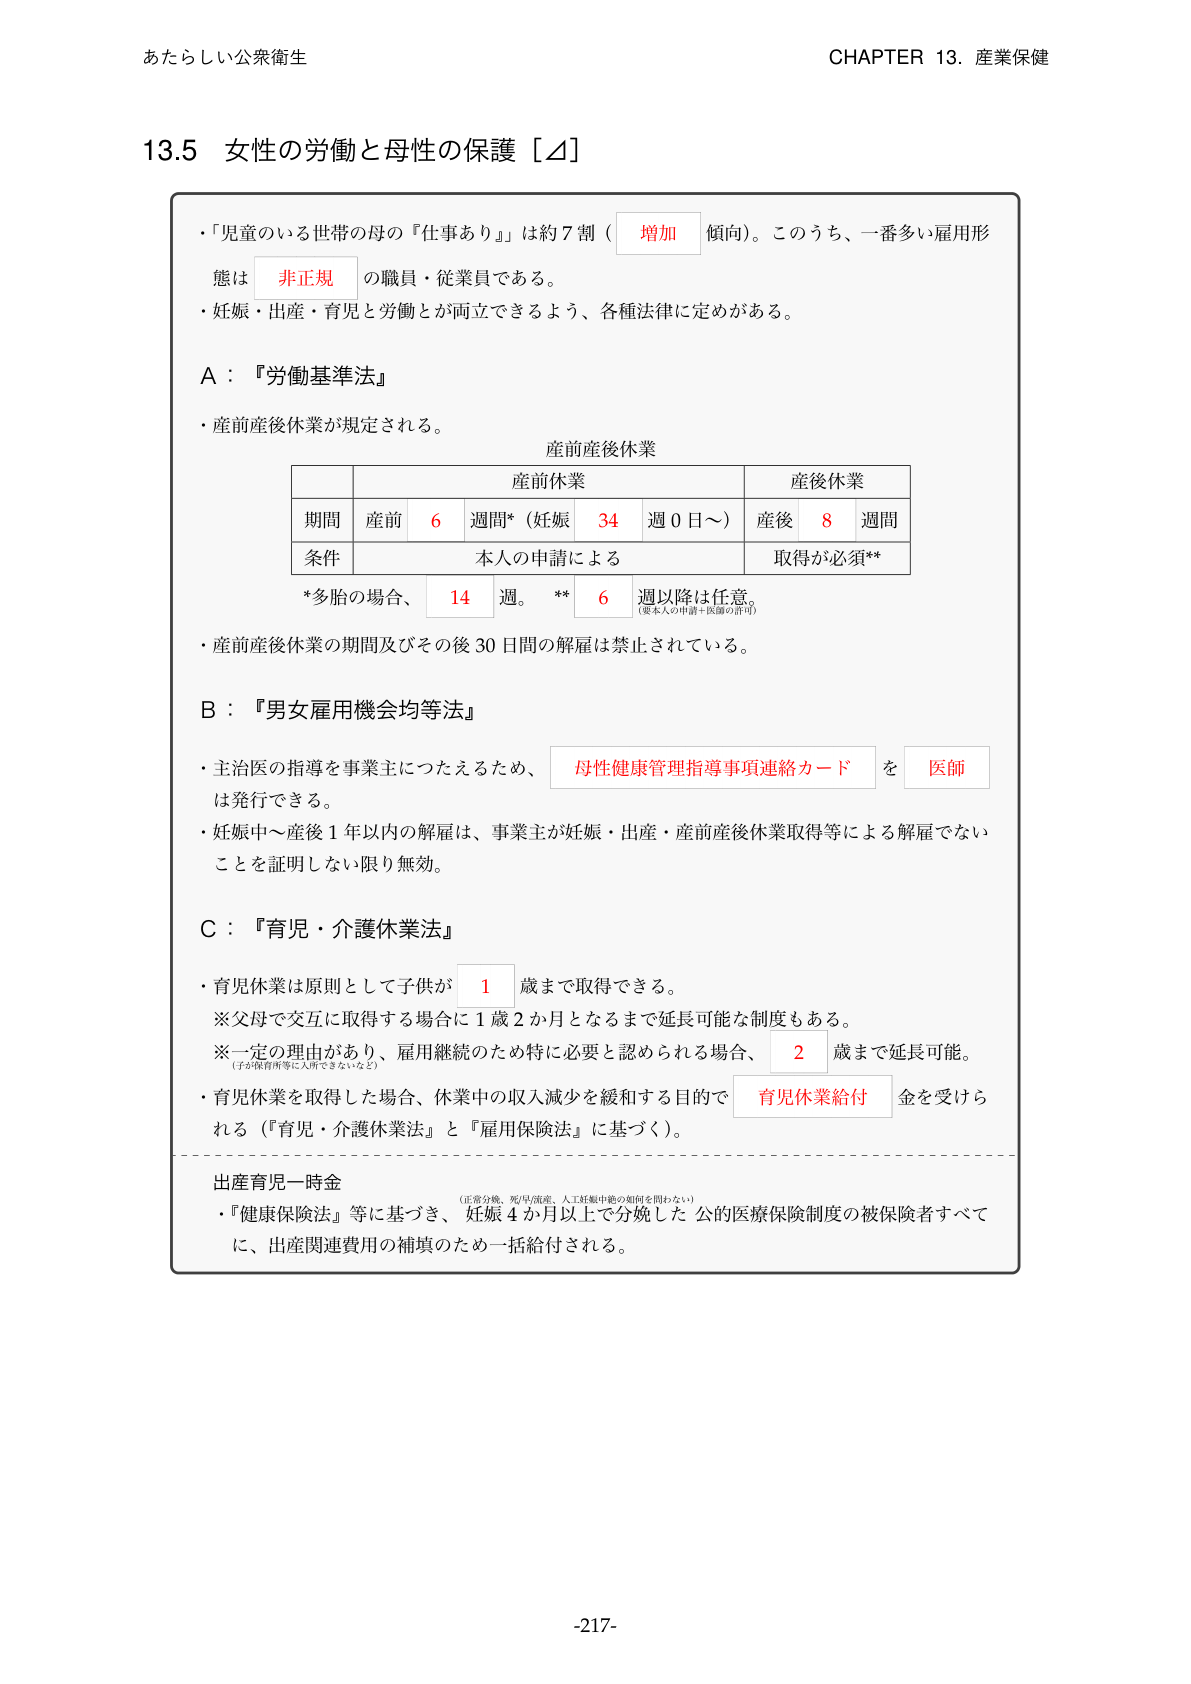 あたらしい公衆衛生 CHAPTER 13. 産業保健
13.5 女性の労働と母性の保護［⊿］
・「児童のいる世帯の母の『仕事あり』」は約7割（ 増加 傾向）。このうち、一番多い雇用形
態は 非正規 の職員・従業員である。
・妊娠・出産・育児と労働とが両立できるよう、各種法律に定めがある。
A：『労働基準法』
・産前産後休業が規定される。
産前産後休業
産前休業 産後休業
期間 産前 6 週間*（妊娠 34 週0日〜） 産後 8 週間
条件 本人の申請による 取得が必須**
*多胎の場合、 14 週。 ** 6 週以降は任意。
（要本人の申請＋医師の許可）
・産前産後休業の期間及びその後30日間の解雇は禁止されている。
B：『男女雇用機会均等法』
・主治医の指導を事業主につたえるため、 母性健康管理指導事項連絡カード を 医師
は発行できる。
・妊娠中〜産後1年以内の解雇は、事業主が妊娠・出産・産前産後休業取得等による解雇でない
ことを証明しない限り無効。
C：『育児・介護休業法』
・育児休業は原則として子供が 1 歳まで取得できる。
※父母で交互に取得する場合に1歳2か月となるまで延長可能な制度もある。
※一定の理由があり、雇用継続のため特に必要と認められる場合、 2 歳まで延長可能。
（子が保育所等に入所できないなど）
・育児休業を取得した場合、休業中の収入減少を緩和する目的で 育児休業給付 金を受けら
れる（『育児・介護休業法』と『雇用保険法』に基づく）。
出産育児一時金
（正常分娩、死/早/流産、人工妊娠中絶の如何を問わない）
・『健康保険法』等に基づき、 妊娠4か月以上で分娩した 公的医療保険制度の被保険者すべて
に、出産関連費用の補填のため一括給付される。
-217-